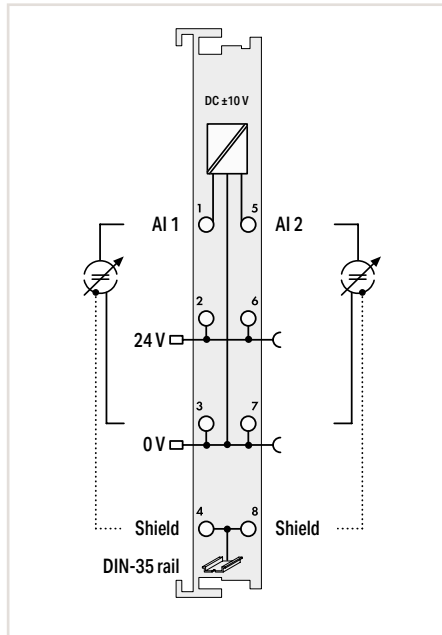 DC ±10 V
1 5
AI 1 AI 2
2 6
24 V
3 7
0 V
4 8
Shield Shield
DIN-35 rail